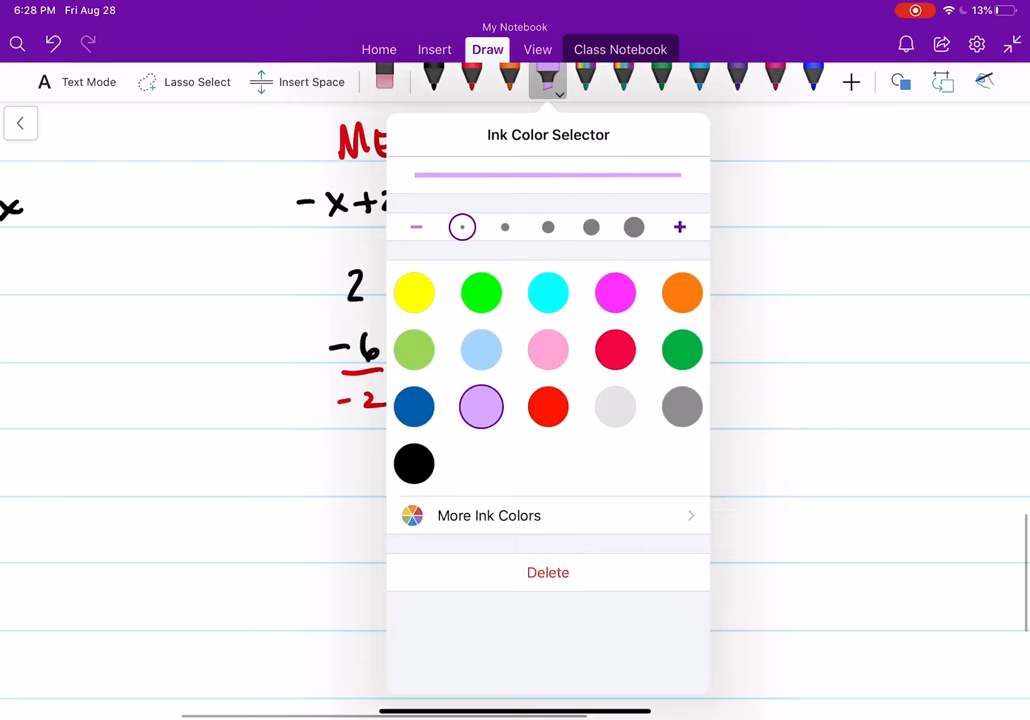 6:28 PM Fri Aug 28
13%
My Notebook
Home Insert Draw View Class Notebook
Text Mode Lasso Select Insert Space
Ink Color Selector
x
-x+
2
-6
-2
More Ink Colors
Delete